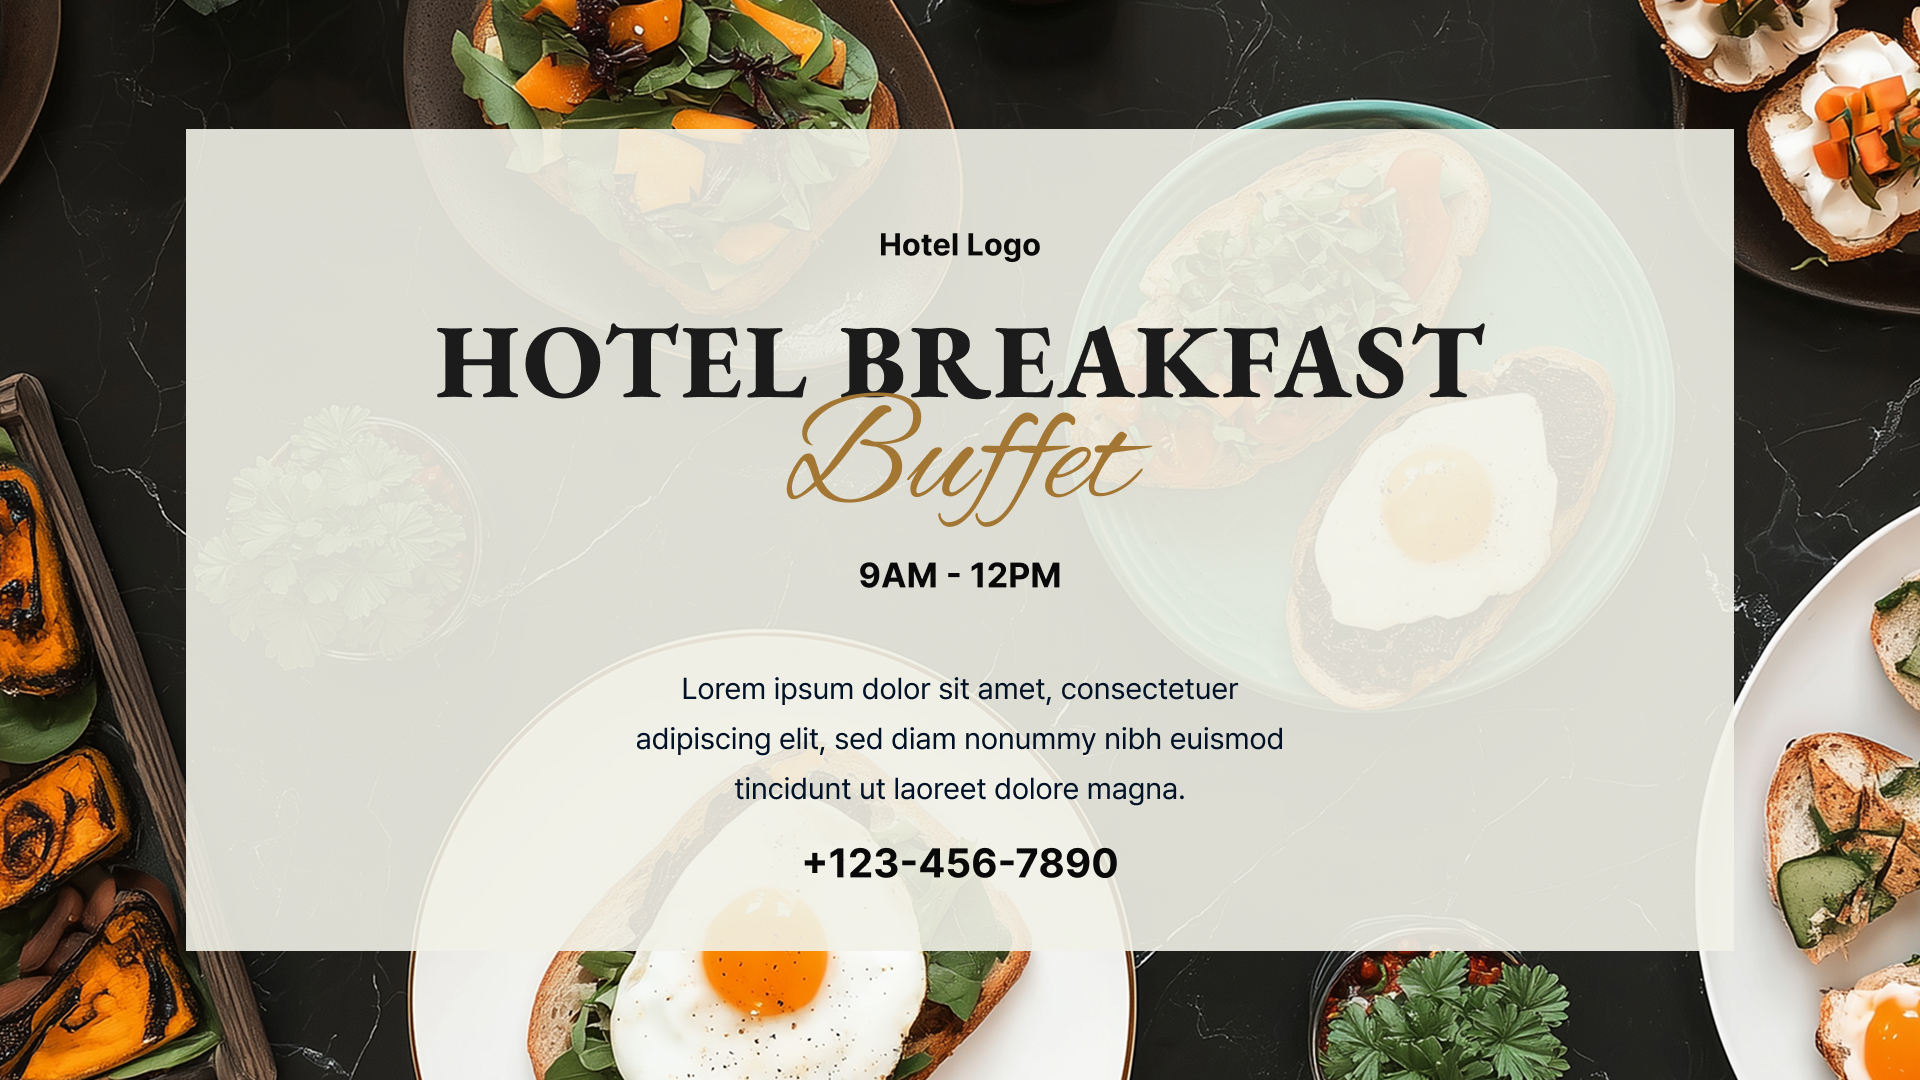 Hotel Logo
HOTEL BREAKFAST
Buffet
9AM - 12PM
Lorem ipsum dolor sit amet, consectetuer
adipiscing elit, sed diam nonummy nibh euismod
tincidunt ut laoreet dolore magna.
+123-456-7890